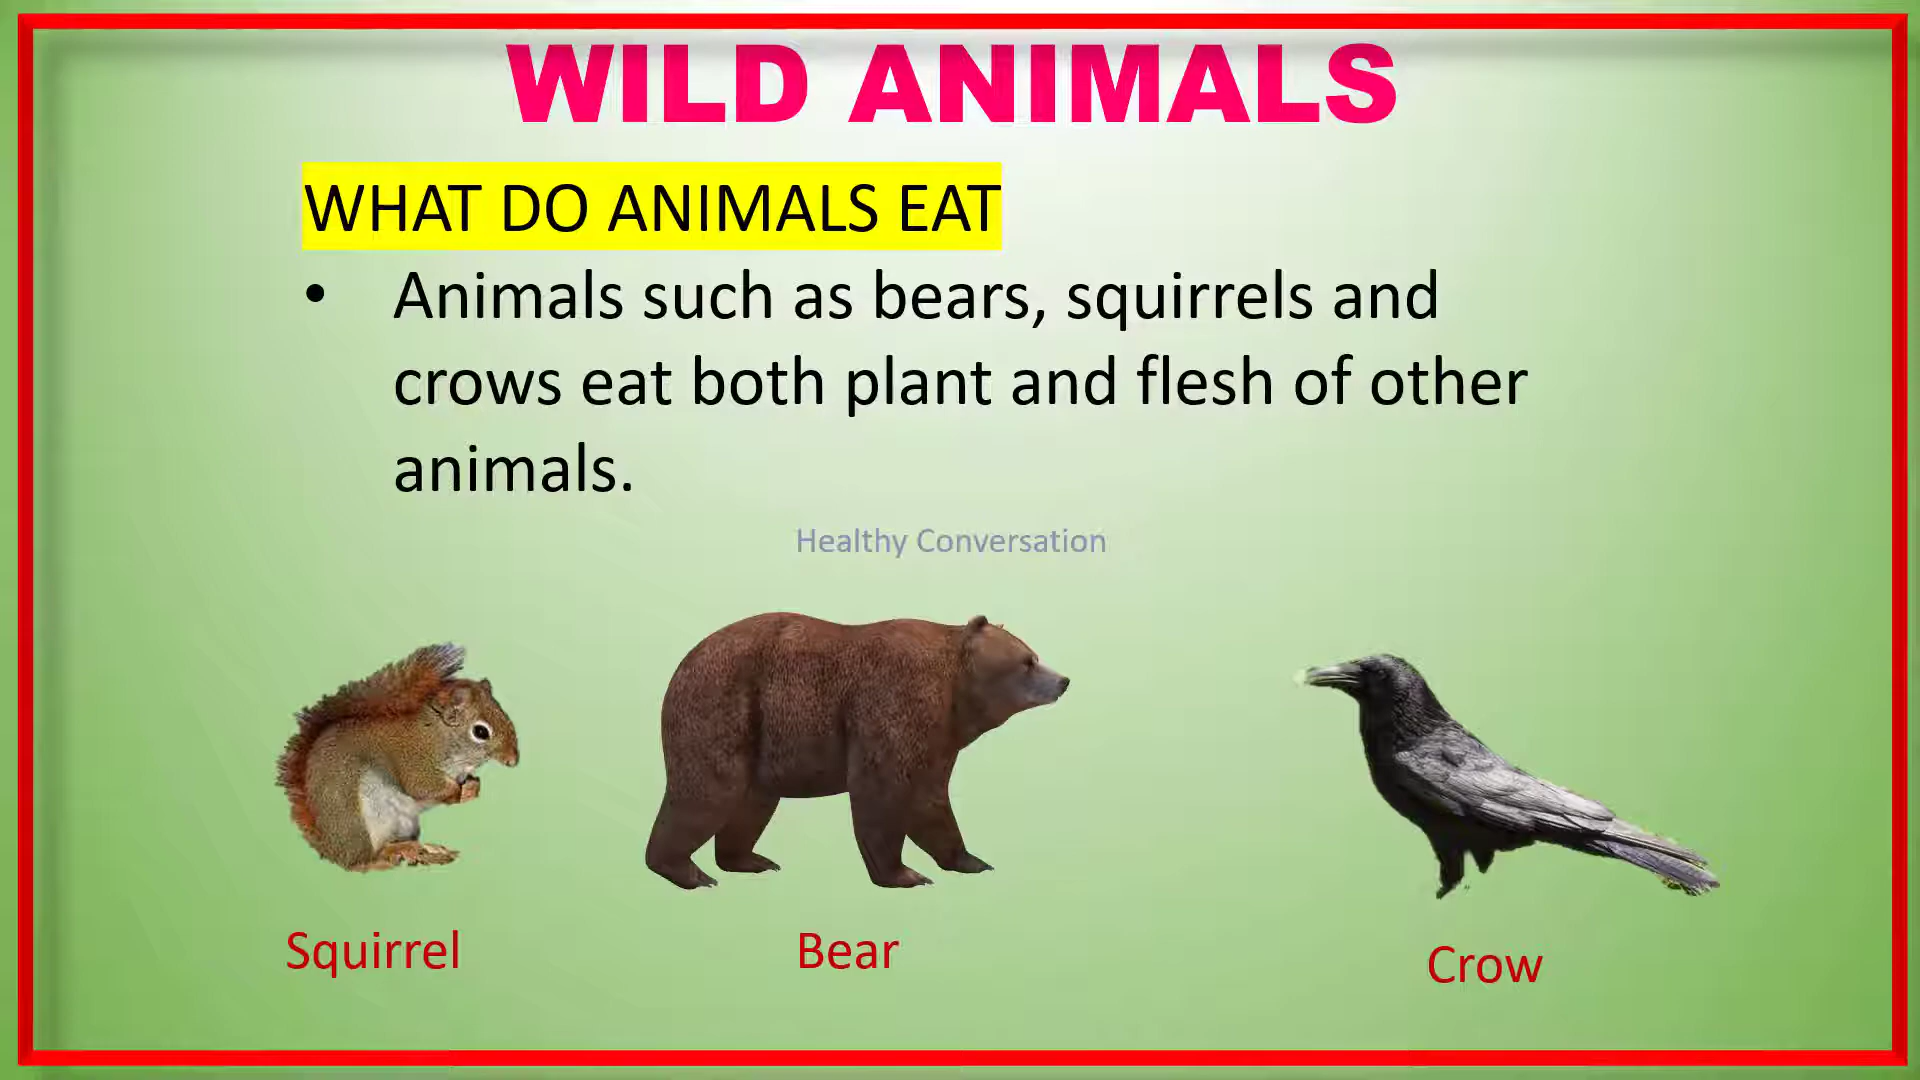 WILD ANIMALS
WHAT DO ANIMALS EAT
• Animals such as bears, squirrels and
crows eat both plant and flesh of other
animals.
Healthy Conversation
Squirrel
Bear
Crow